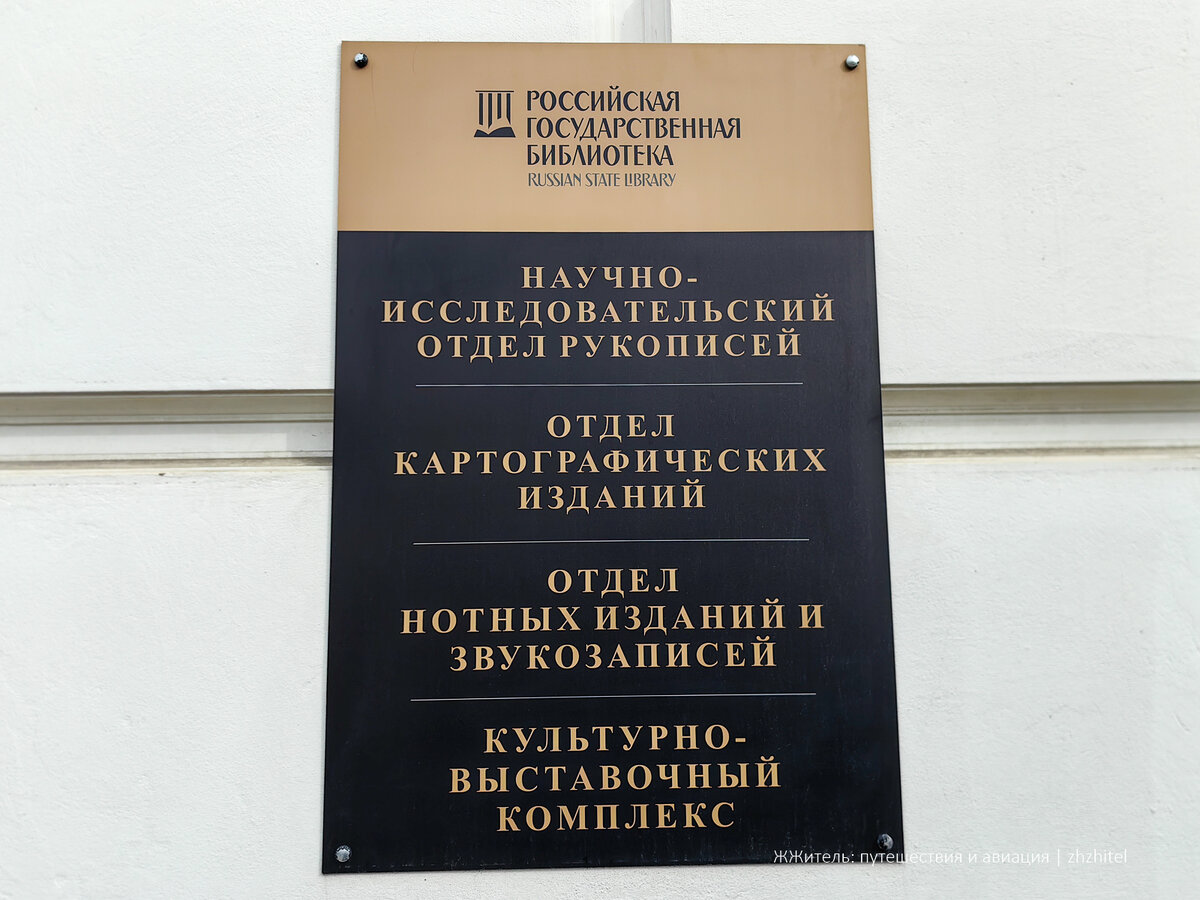 РОССИЙСКАЯ
ГОСУДАРСТВЕННАЯ
БИБЛИОТЕКА
RUSSIAN STATE LIBRARY
НАУЧНО-
ИССЛЕДОВАТЕЛЬСКИЙ
ОТДЕЛ РУКОПИСЕЙ
ОТДЕЛ
КАРТОГРАФИЧЕСКИХ
ИЗДАНИЙ
ОТДЕЛ
НОТНЫХ ИЗДАНИЙ И
ЗВУКОЗАПИСЕЙ
КУЛЬТУРНО-
ВЫСТАВОЧНЫЙ
КОМПЛЕКС
ЖЖитель: путешествия и авиация | zhzhitel